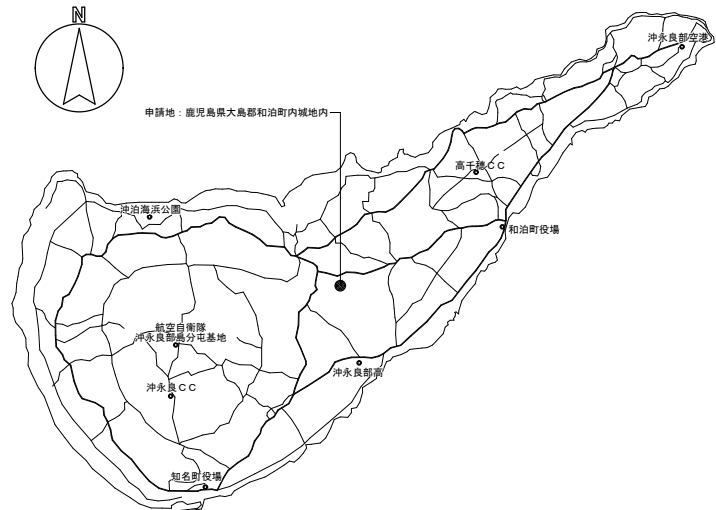 N
沖永良部空港
申請地：鹿児島県大島郡和泊町内城地内
高千穂ＣＣ
沖泊海浜公園
和泊町役場
航空自衛隊
沖永良部島分屯基地
沖永良部高
沖永良ＣＣ
知名町役場